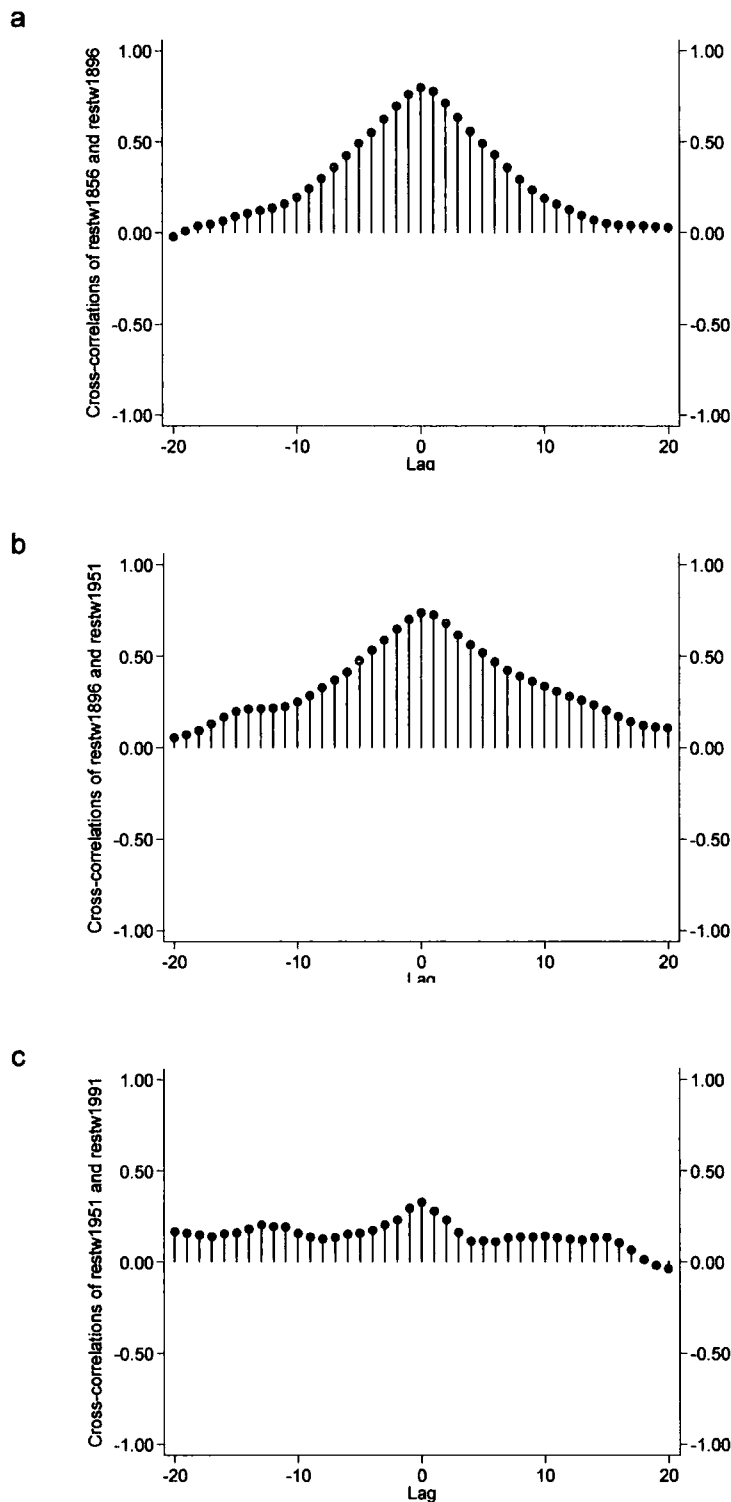 a
Cross-correlations of restw1856 and restw1896
1.00 1.00
0.50 0.50
0.00 0.00
-0.50 -0.50
-1.00 -1.00
-20 -10 0 10 20
Lag
b
Cross-correlations of restw1896 and restw1951
1.00 1.00
0.50 0.50
0.00 0.00
-0.50 -0.50
-1.00 -1.00
-20 -10 0 10 20
Lag
c
Cross-correlations of restw1951 and restw1991
1.00 1.00
0.50 0.50
0.00 0.00
-0.50 -0.50
-1.00 -1.00
-20 -10 0 10 20
Lag